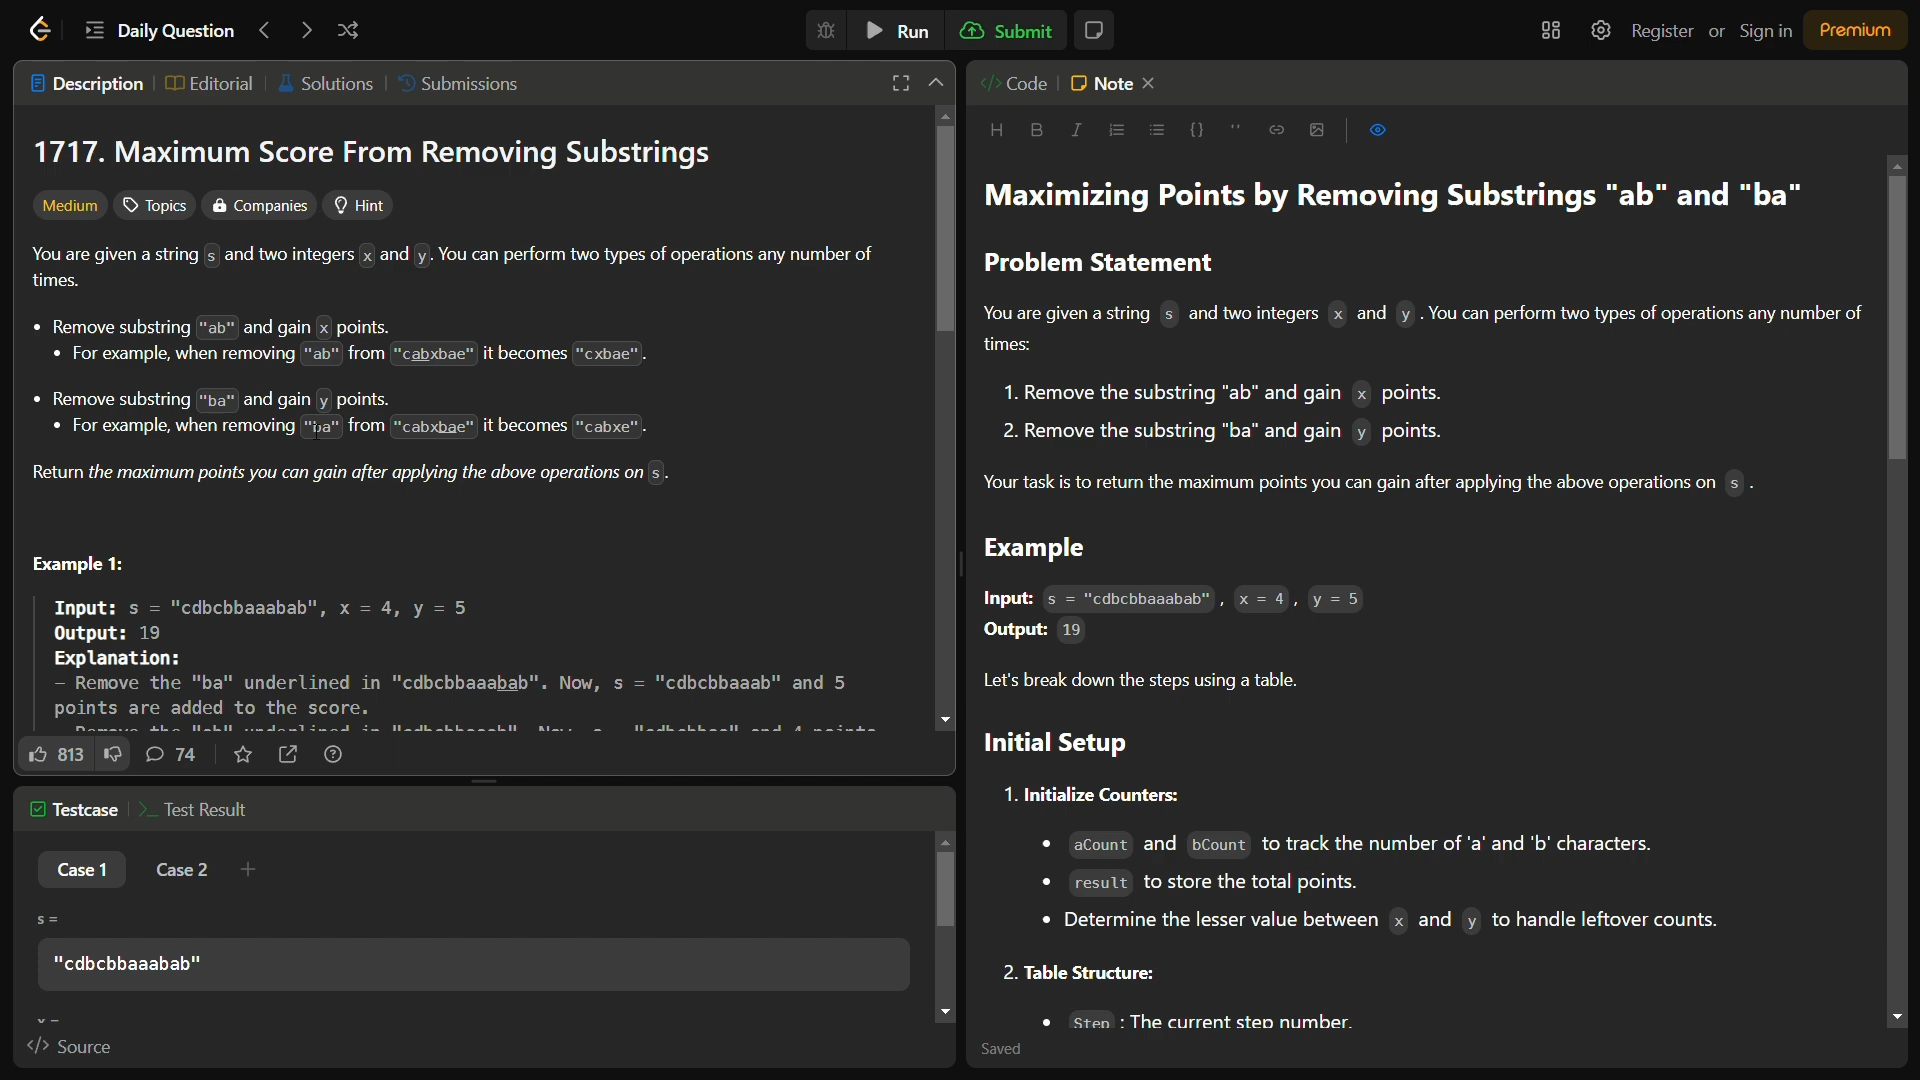 Daily Question
Run
Submit
Register or Sign in
Premium
Description
Editorial
Solutions
Submissions
1717. Maximum Score From Removing Substrings
Medium
Topics
Companies
Hint
You are given a string s and two integers x and y. You can perform two types of operations any number of
times.
• Remove substring "ab" and gain x points.
• For example, when removing "ab" from "cabxbae" it becomes "cxbae".
• Remove substring "ba" and gain y points.
• For example, when removing "ba" from "cabxbae" it becomes "cabxe".
Return the maximum points you can gain after applying the above operations on s.
Example 1:
Input: s = "cdbcbbaaabab", x = 4, y = 5
Output: 19
Explanation:
- Remove the "ba" underlined in "cdbcbbaaabab". Now, s = "cdbcbbaaab" and 5
points are added to the score.
813
74
Testcase
Test Result
Case 1
Case 2
s =
"cdbcbbaaabab"
Source
Code
Note
Maximizing Points by Removing Substrings "ab" and "ba"
Problem Statement
You are given a string s and two integers x and y . You can perform two types of operations any number of
times:
1. Remove the substring "ab" and gain x points.
2. Remove the substring "ba" and gain y points.
Your task is to return the maximum points you can gain after applying the above operations on s .
Example
Input: s = "cdbcbbaaabab" , x = 4 , y = 5
Output: 19
Let's break down the steps using a table.
Initial Setup
1. Initialize Counters:
• aCount and bCount to track the number of 'a' and 'b' characters.
• result to store the total points.
• Determine the lesser value between x and y to handle leftover counts.
2. Table Structure:
• Step : The current step number.
Saved